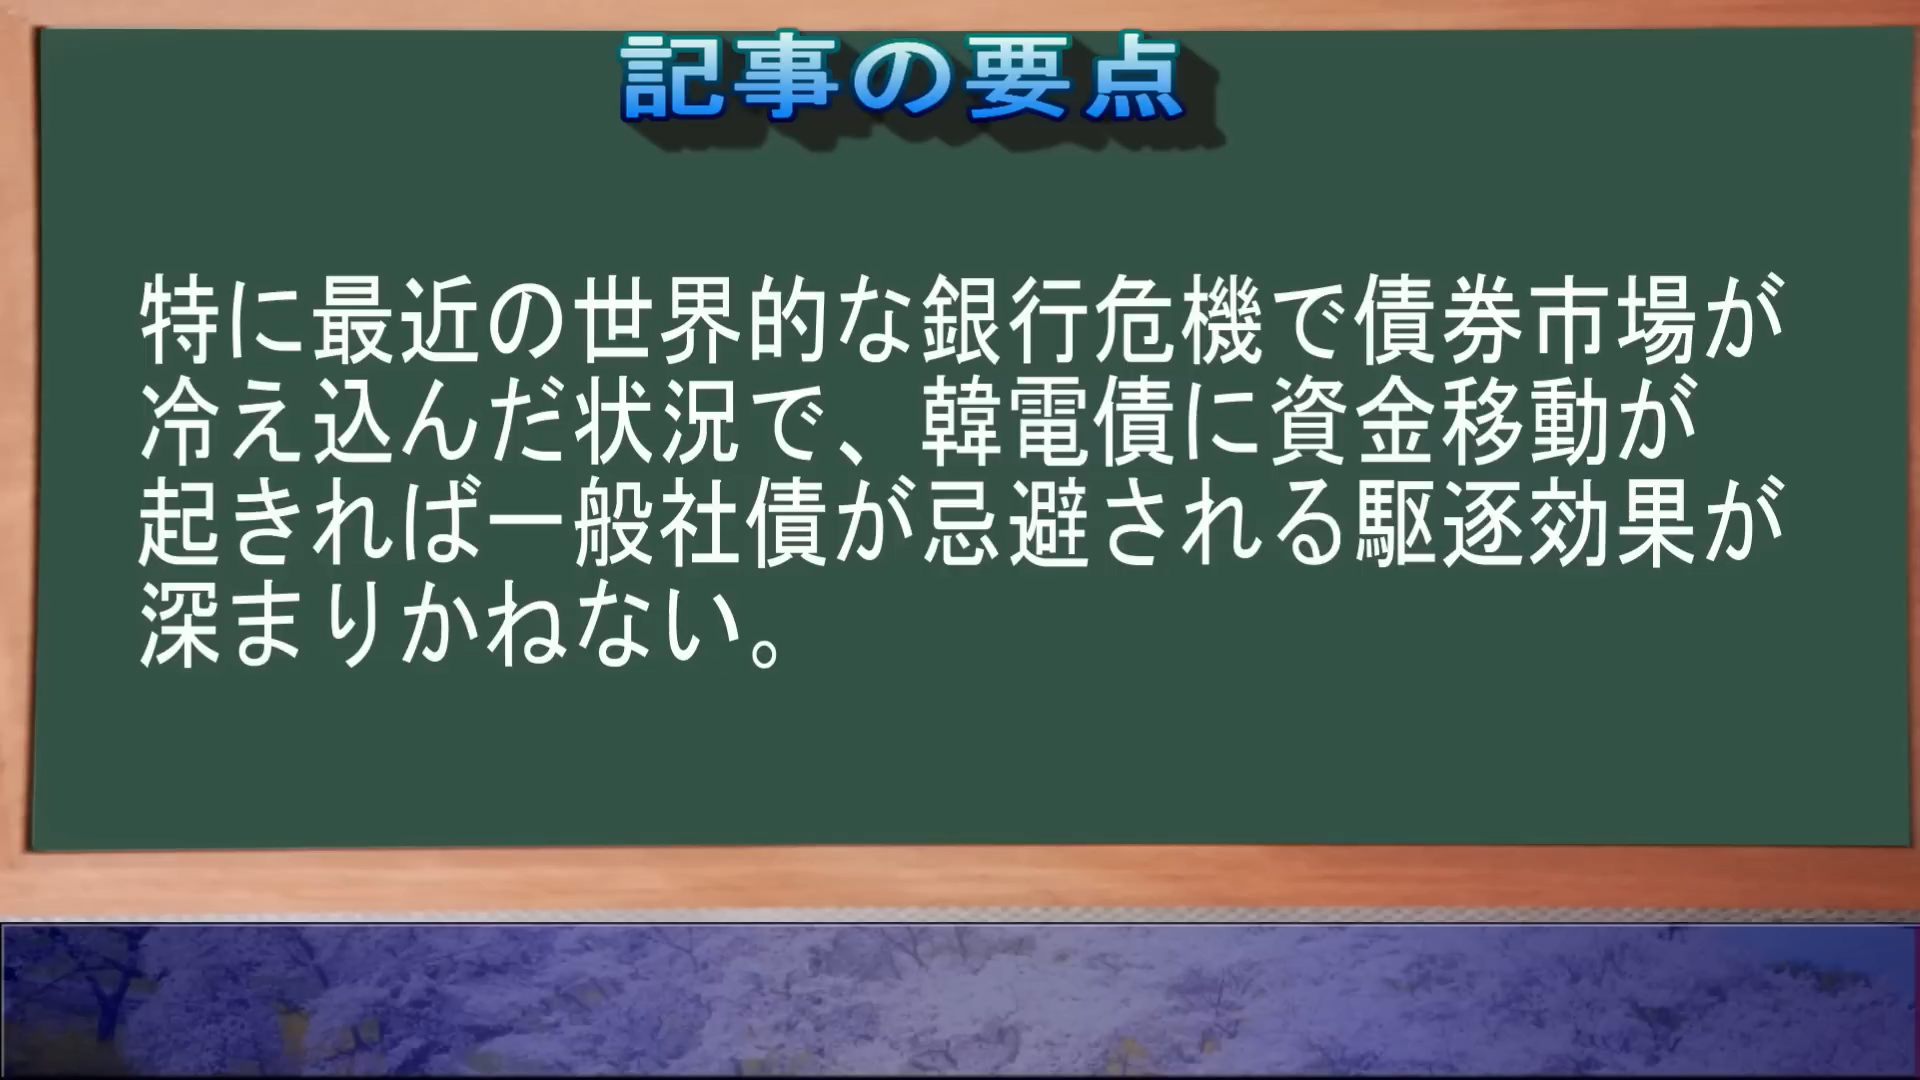 記事の要点
特に最近の世界的な銀行危機で債券市場が
冷え込んだ状況で、韓電債に資金移動が
起きれば一般社債が忌避される駆逐効果が
深まりかねない。